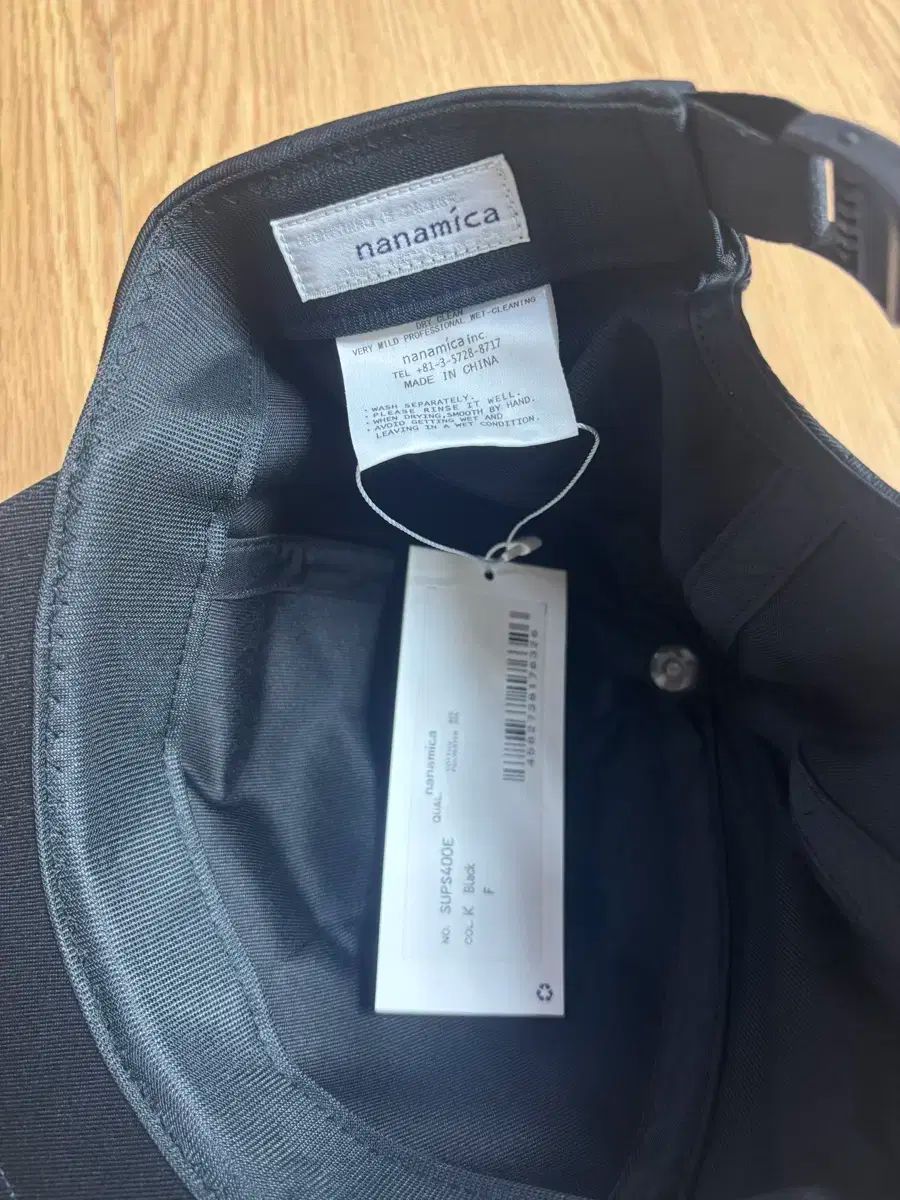 nanamica
DRY CLEAN
VERY MILD PROFESSIONAL WET-CLEANING
nanamica inc.
TEL +81-3-5728-8717
MADE IN CHINA
・WASH SEPARATELY.
・PLEASE RINSE IT WELL.
・WHEN DRYING,SMOOTH BY HAND.
・AVOID GETTING WET AND
LEAVING IN A WET CONDITION.
nanamica
QUAL.
NO. SUPS400E
COL. K Black
F